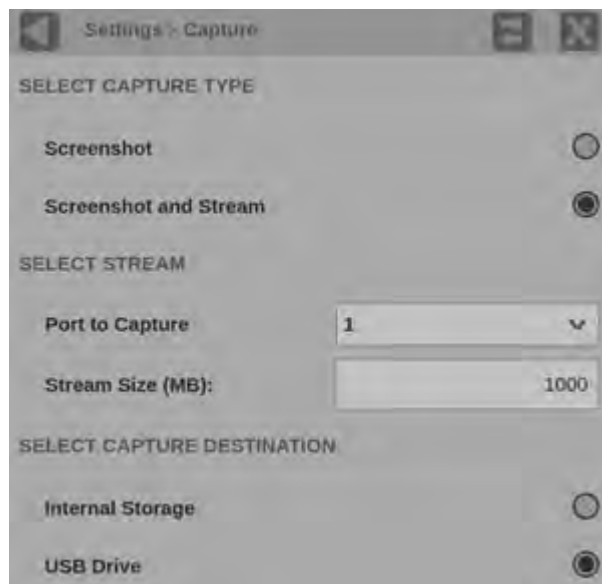 Settings > Capture
SELECT CAPTURE TYPE
Screenshot
Screenshot and Stream
SELECT STREAM
Port to Capture 1
Stream Size (MB): 1000
SELECT CAPTURE DESTINATION
Internal Storage
USB Drive